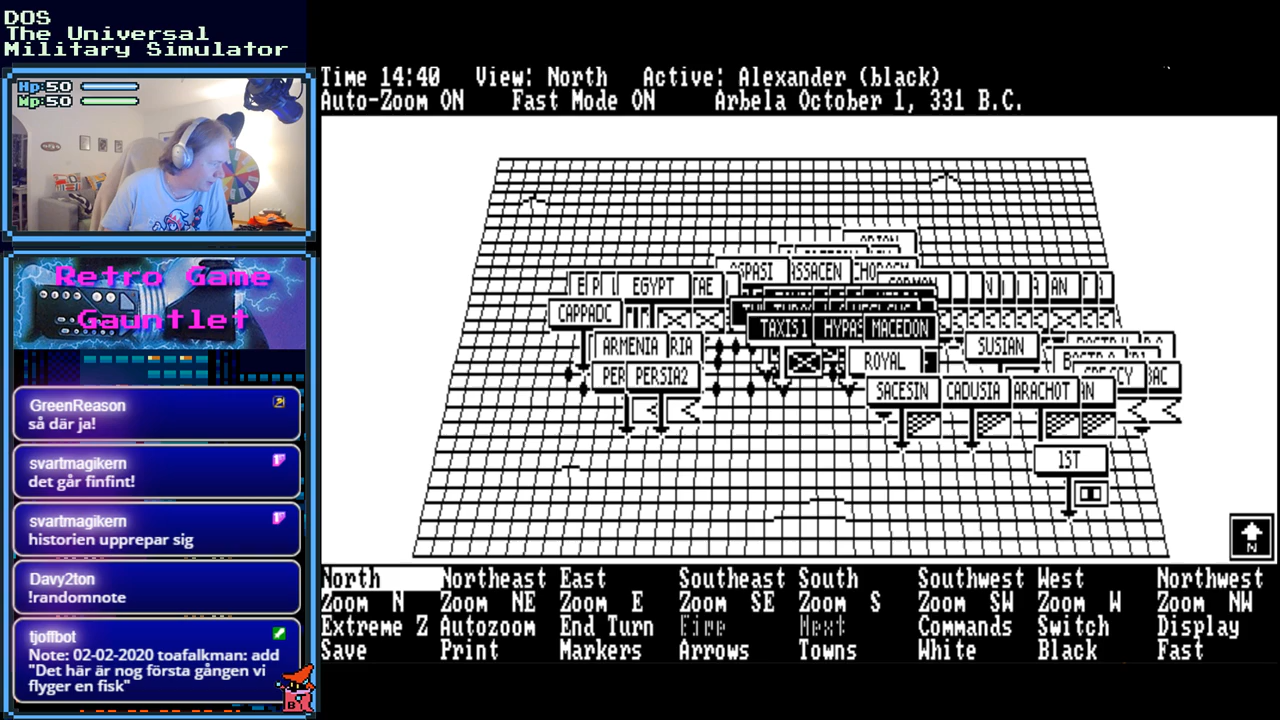 DOS
The Universal
Military Simulator
Hp:50
Mp:50
Retro Game
Gauntlet
GreenReason
så där ja!
svartmagikern
det går finfint!
svartmagikern
historien upprepar sig
Davy2ton
!randomnote
tjoffbot
Note: 02-02-2020 toafalkman: add
"Det här är nog första gången vi
flyger en fisk"
Time 14:40 View: North Active: Alexander (black)
Auto-Zoom ON Fast Mode ON Arbela October 1, 331 B.C.
EGYPT
CAPPADC
TAXIS1
MACEDON
ARMENIA
SUSIAN
ROYAL
PERSIA2
SACESIN CADUSIA ARACHOT
1ST
N
North Northeast East Southeast South Southwest West Northwest
Zoom N Zoom NE Zoom E Zoom SE Zoom S Zoom SW Zoom W Zoom NW
Extreme Z Autozoom End Turn Fire Next Commands Switch Display
Save Print Markers Arrows Towns White Black Fast